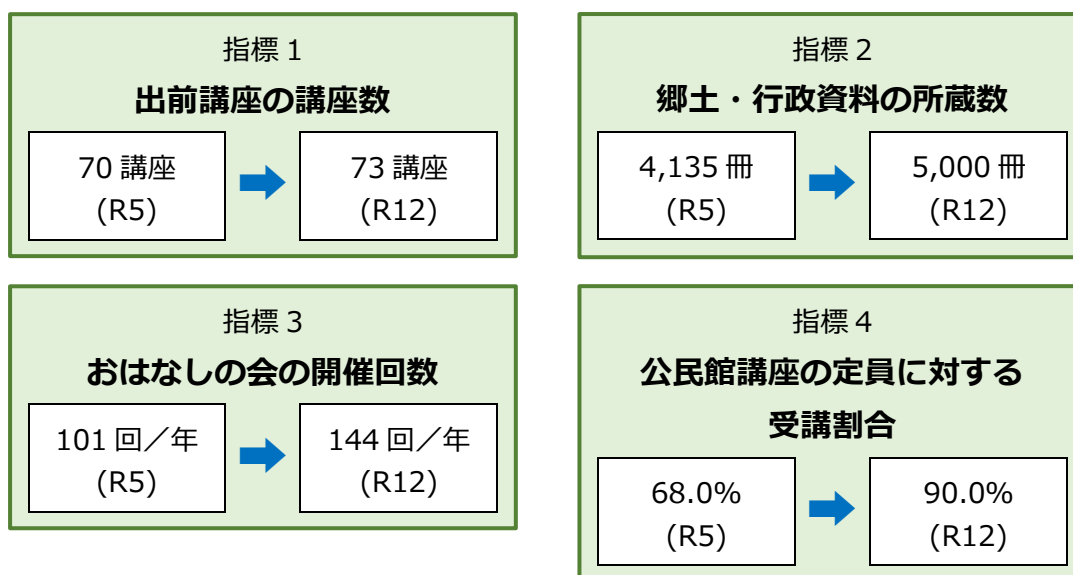 指標1
出前講座の講座数
70 講座
(R5)
73 講座
(R12)
指標2
郷土・行政資料の所蔵数
4,135 冊
(R5)
5,000 冊
(R12)
指標3
おはなしの会の開催回数
101 回／年
(R5)
144 回／年
(R12)
指標4
公民館講座の定員に対する
受講割合
68.0%
(R5)
90.0%
(R12)